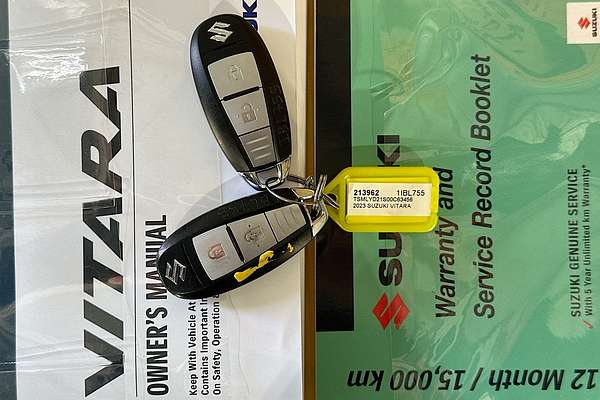 VITARA
OWNER'S MANUAL
Keep With Vehicle At
Contains Important In
On Safety, Operation
213962 1IBL755
TSMLYD21S00C63456
2023 SUZUKI VITARA
SUZUKI
Warranty and
Service Record Booklet
SUZUKI
SUZUKI GENUINE SERVICE
With 5 Year Unlimited km Warranty*
12 Month / 15,000 km